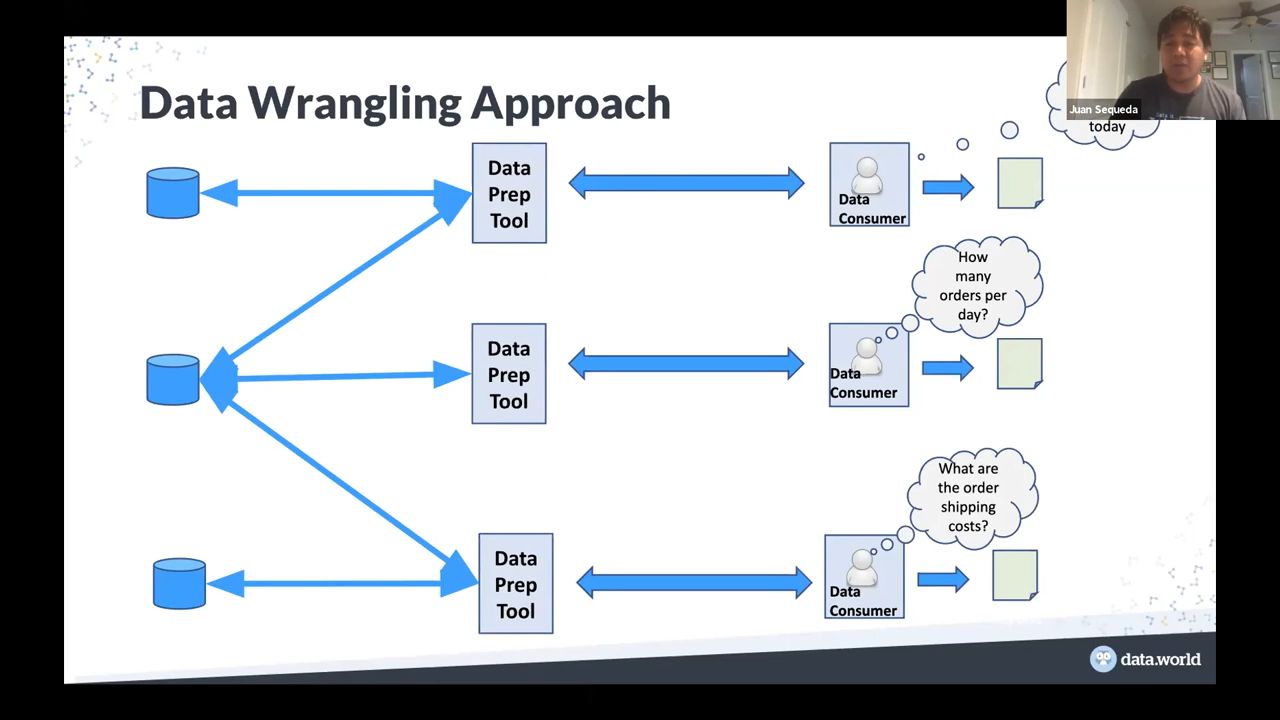 Juan Sequeda
today
Data Wrangling Approach
Data
Prep
Tool
Data
Consumer
How
many
orders per
day?
Data
Prep
Tool
Data
Consumer
What are
the order
shipping
costs?
Data
Prep
Tool
Data
Consumer
data.world